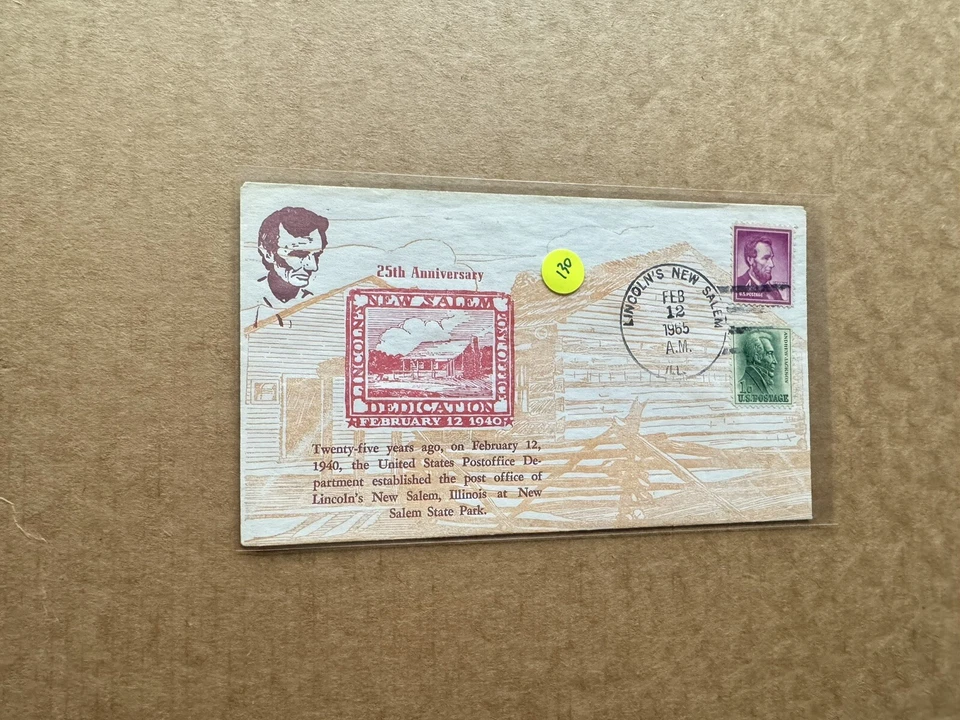 25th Anniversary
NEW SALEM
LINCOLN'S
POSTOFFICE
DEDICATION
FEBRUARY 12 1940
Twenty-five years ago, on February 12,
1940, the United States Postoffice De-
partment established the post office of
Lincoln's New Salem, Illinois at New
Salem State Park.
130
LINCOLN'S NEW SALEM
FEB
12
1965
A.M.
ILL.
U.S. POSTAGE
1¢
ANDREW JACKSON
U.S. POSTAGE